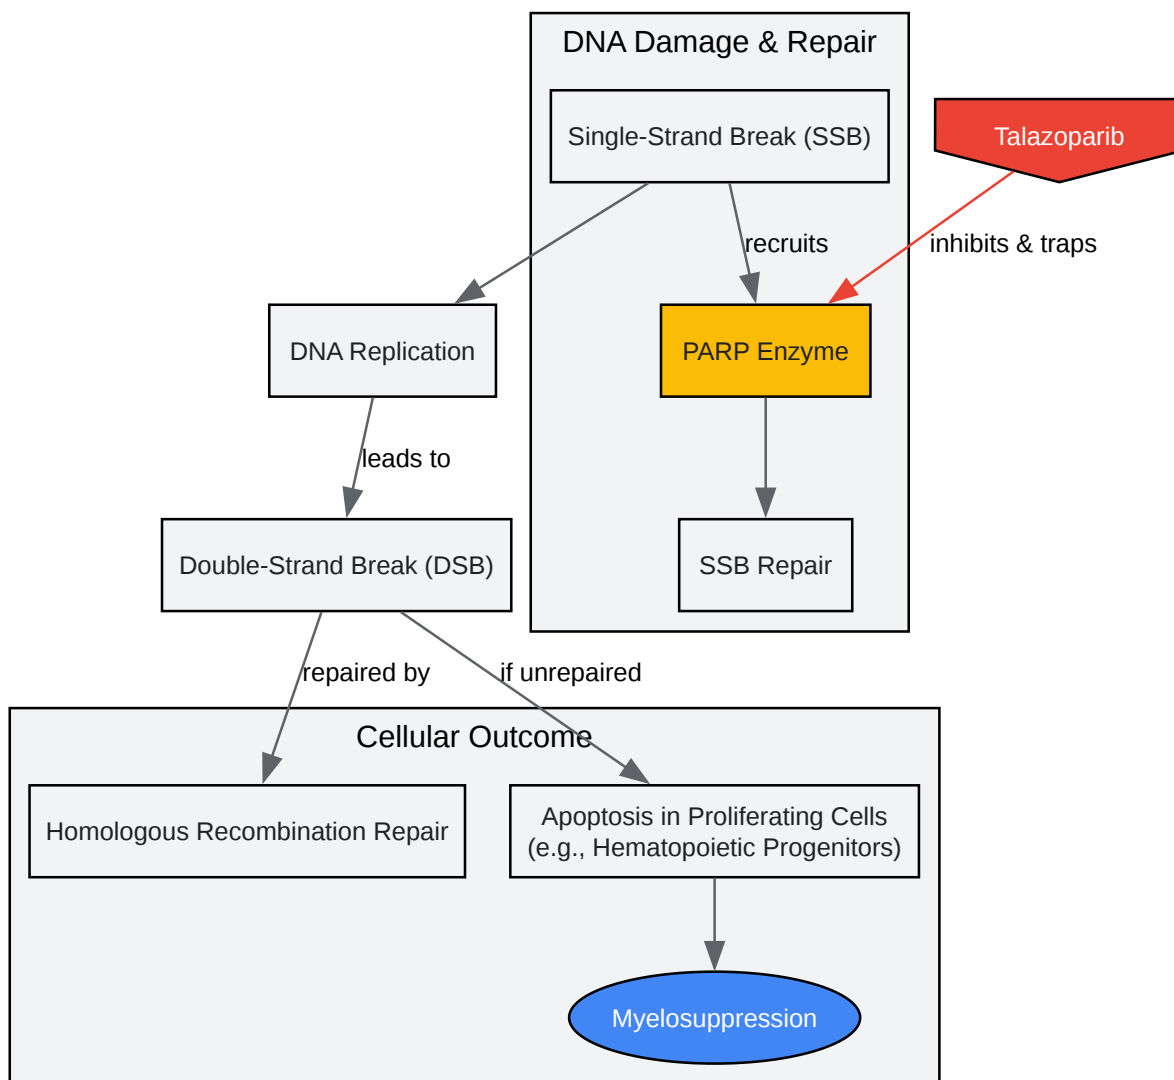 DNA Damage & Repair
Single-Strand Break (SSB)
Talazoparib
recruits
inhibits & traps
DNA Replication
PARP Enzyme
leads to
Double-Strand Break (DSB)
SSB Repair
repaired by
if unrepaired
Cellular Outcome
Homologous Recombination Repair
Apoptosis in Proliferating Cells
(e.g., Hematopoietic Progenitors)
Myelosuppression